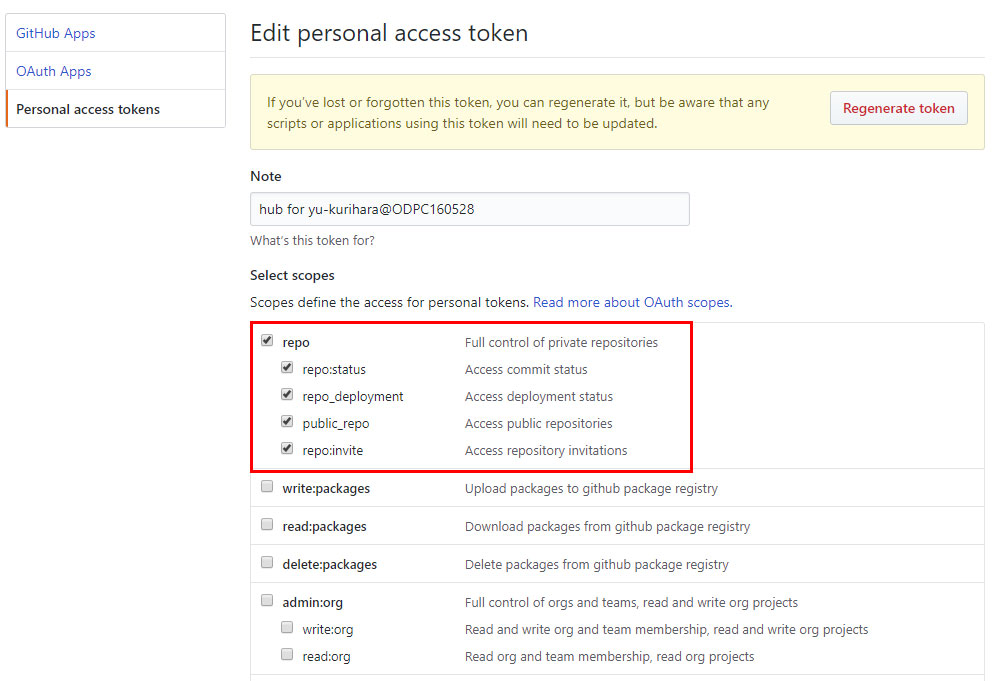 GitHub Apps
OAuth Apps
Personal access tokens
Edit personal access token
If you've lost or forgotten this token, you can regenerate it, but be aware that any
scripts or applications using this token will need to be updated.
Regenerate token
Note
hub for yu-kurihara@ODPC160528
What's this token for?
Select scopes
Scopes define the access for personal tokens. Read more about OAuth scopes.
repo Full control of private repositories
repo:status Access commit status
repo_deployment Access deployment status
public_repo Access public repositories
repo:invite Access repository invitations
write:packages Upload packages to github package registry
read:packages Download packages from github package registry
delete:packages Delete packages from github package registry
admin:org Full control of orgs and teams, read and write org projects
write:org Read and write org and team membership, read and write org projects
read:org Read org and team membership, read org projects